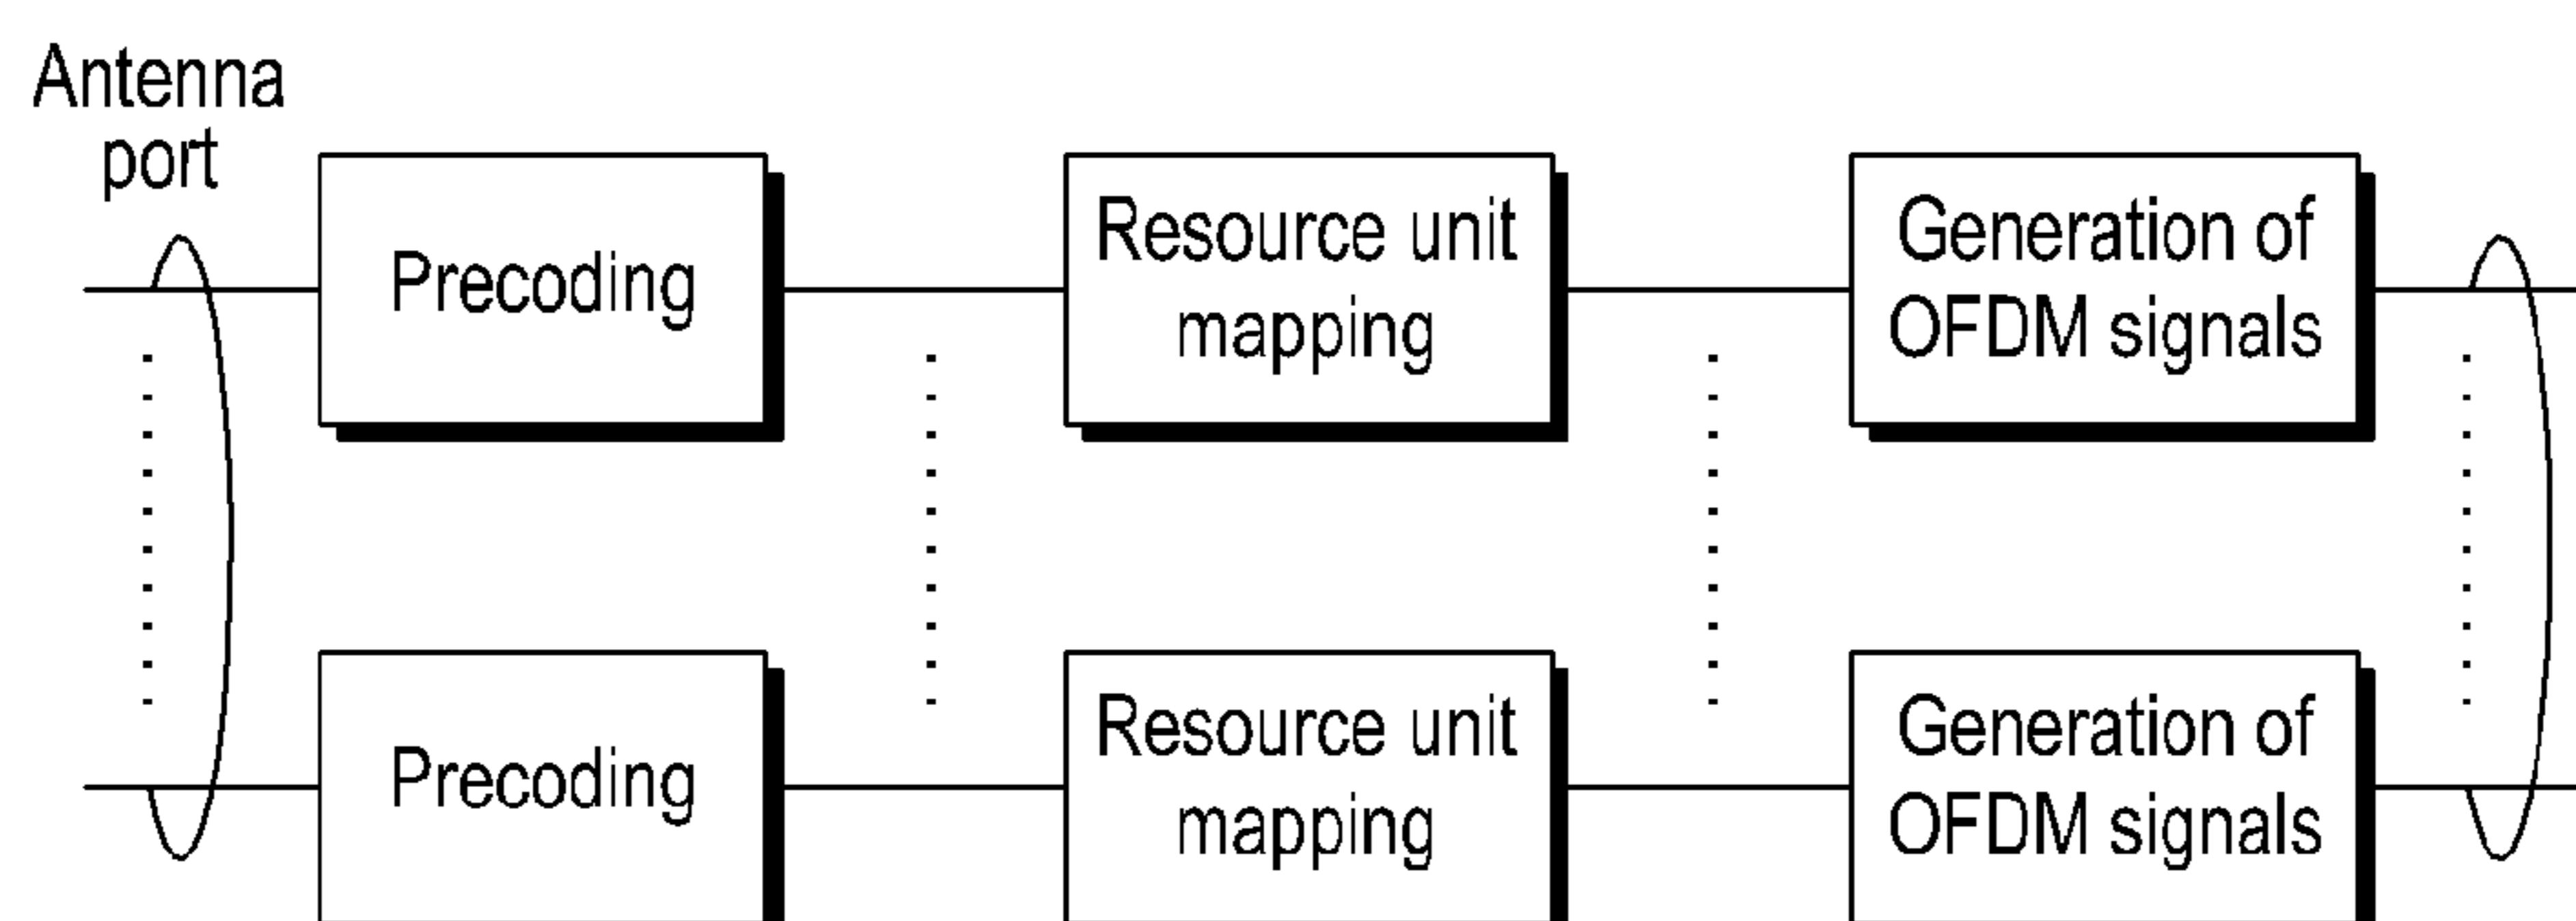 Antenna
port
Precoding
Resource unit
mapping
Generation of
OFDM signals
Precoding
Resource unit
mapping
Generation of
OFDM signals